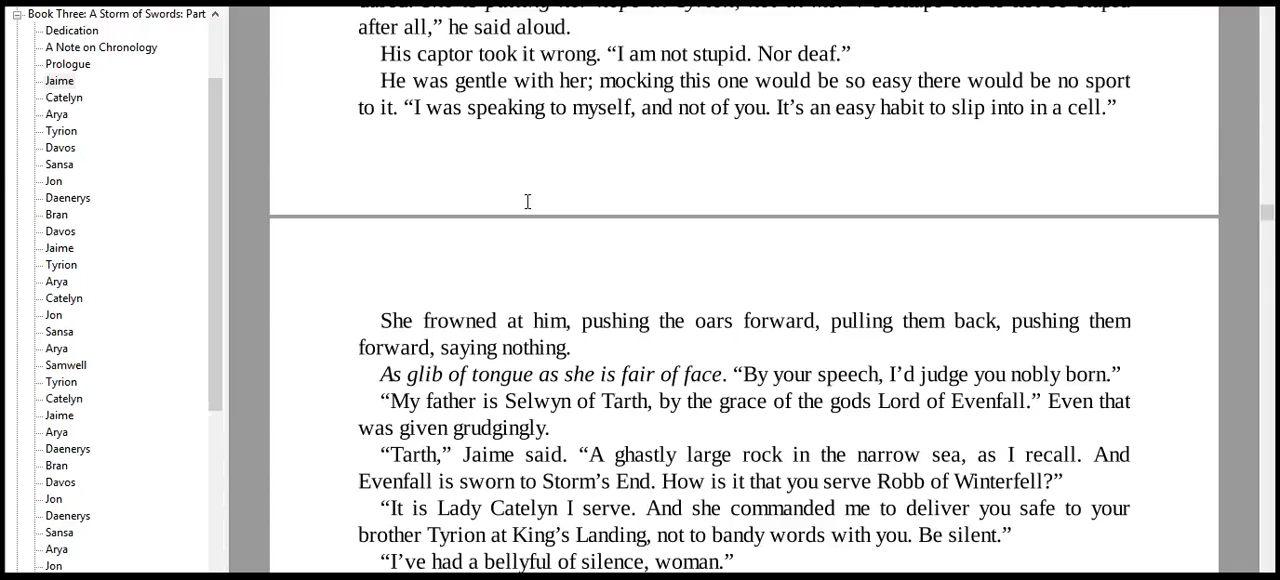 Book Three: A Storm of Swords: Part
Dedication
A Note on Chronology
Prologue
Jaime
Catelyn
Arya
Tyrion
Davos
Sansa
Jon
Daenerys
Bran
Davos
Jaime
Tyrion
Arya
Catelyn
Jon
Sansa
Arya
Samwell
Tyrion
Catelyn
Jaime
Arya
Daenerys
Bran
Davos
Jon
Daenerys
Sansa
Arya
Jon
after all,” he said aloud.
His captor took it wrong. “I am not stupid. Nor deaf.”
He was gentle with her; mocking this one would be so easy there would be no sport
to it. “I was speaking to myself, and not of you. It’s an easy habit to slip into in a cell.”
She frowned at him, pushing the oars forward, pulling them back, pushing them
forward, saying nothing.
As glib of tongue as she is fair of face. “By your speech, I’d judge you nobly born.”
“My father is Selwyn of Tarth, by the grace of the gods Lord of Evenfall.” Even that
was given grudgingly.
“Tarth,” Jaime said. “A ghastly large rock in the narrow sea, as I recall. And
Evenfall is sworn to Storm’s End. How is it that you serve Robb of Winterfell?”
“It is Lady Catelyn I serve. And she commanded me to deliver you safe to your
brother Tyrion at King’s Landing, not to bandy words with you. Be silent.”
“I’ve had a bellyful of silence, woman.”